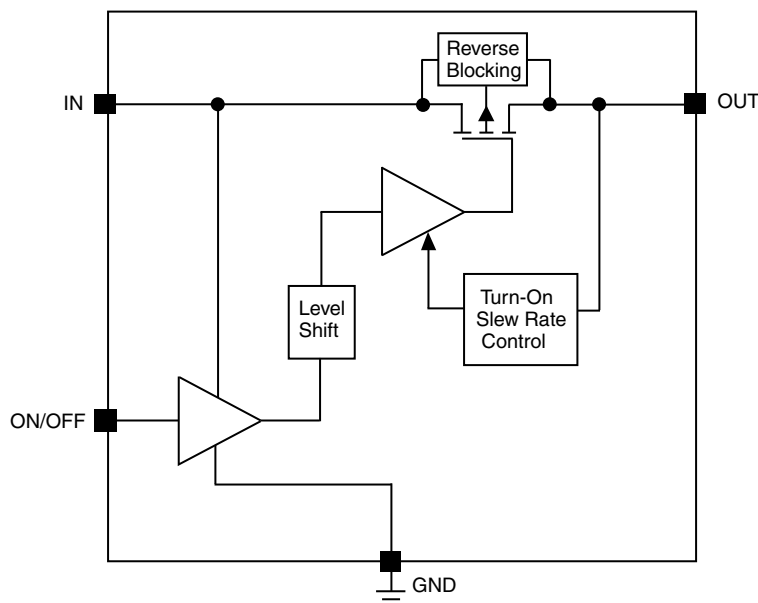 Reverse
Blocking
IN
OUT
Level
Shift
Turn-On
Slew Rate
Control
ON/OFF
GND